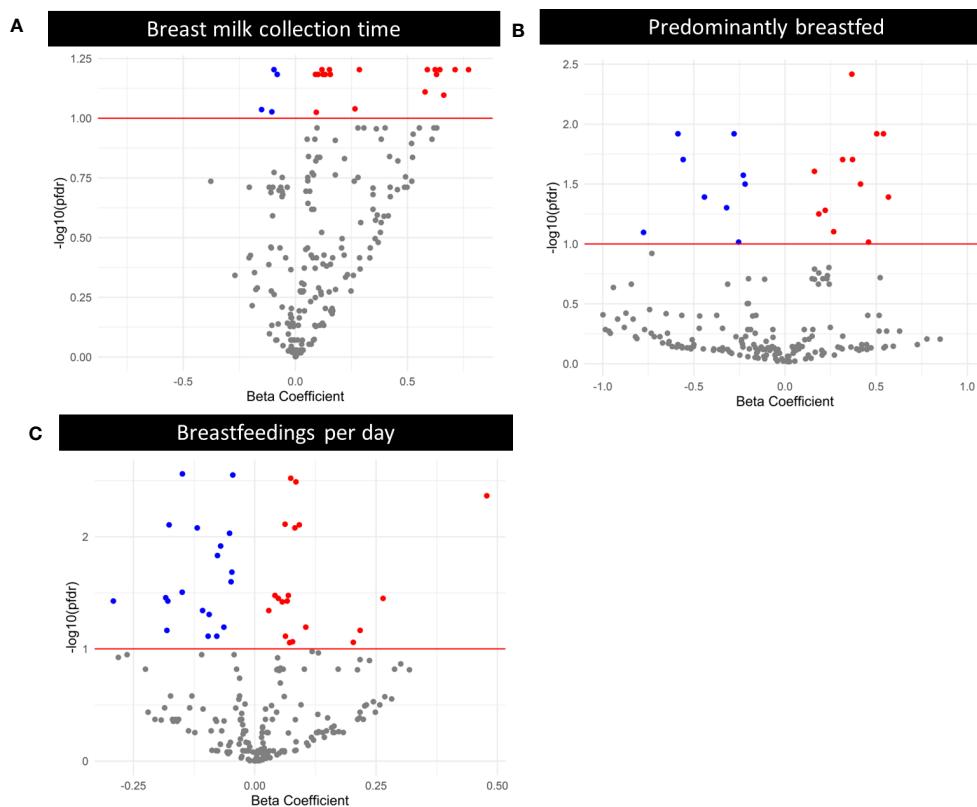 A
Breast milk collection time
1.25
1.00
0.75
0.50
0.25
1.00
-log10(pfdr)
-0.5
0.0
0.5
Beta Coefficient
B
Predominantly breastfed
2.5
2.0
1.5
1.0
0.5
0.0
-log10(pfdr)
-1.0
-0.5
0.0
0.5
1.0
Beta Coefficient
C
Breastfeedings per day
2
1
0
-log10(pfdr)
-0.25
0.00
0.25
0.50
Beta Coefficient